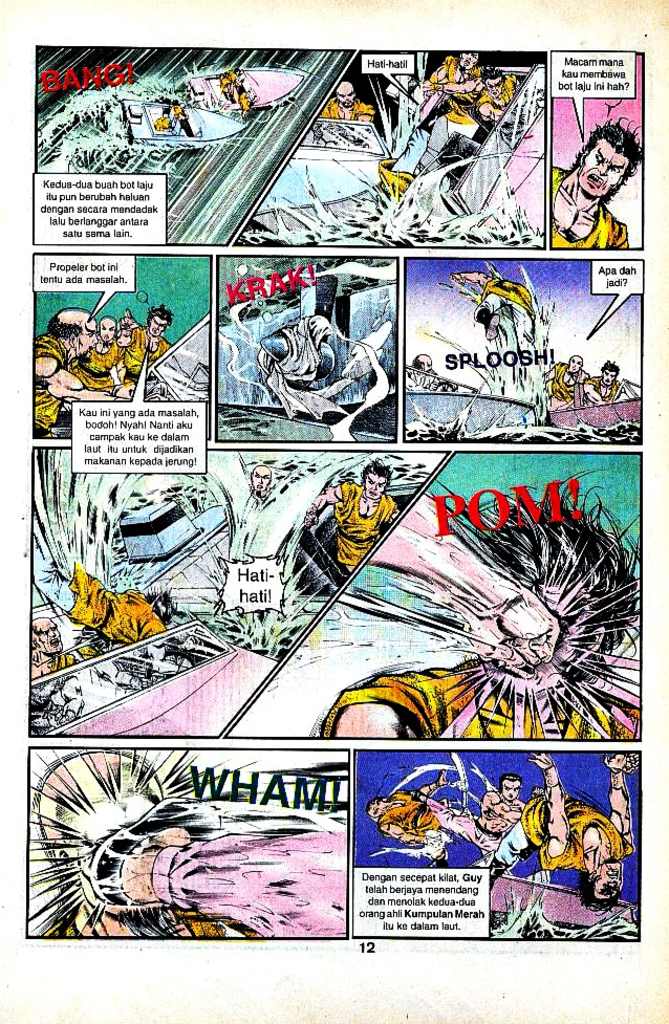 BANG!
Kedua-dua buah bot laju
itu pun berubah haluan
dengan secara mendadak
lalu berlanggar antara
satu sama lain.
Hati-hati!
Macam mana
kau membawa
bot laju ini hah?
Propeler bot ini
tentu ada masalah.
Kau ini yang ada masalah,
bodoh! Nyah! Nanti aku
campak kau ke dalam
laut itu untuk dijadikan
makanan kepada jerung!
KRAK!
SPLOOSH!
Apa dah
jadi?
Hati-
hati!
POM!
WHAM!
Dengan secepat kilat, Guy
telah berjaya menendang
dan menolak kedua-dua
orang ahli Kumpulan Merah
itu ke dalam laut.
12